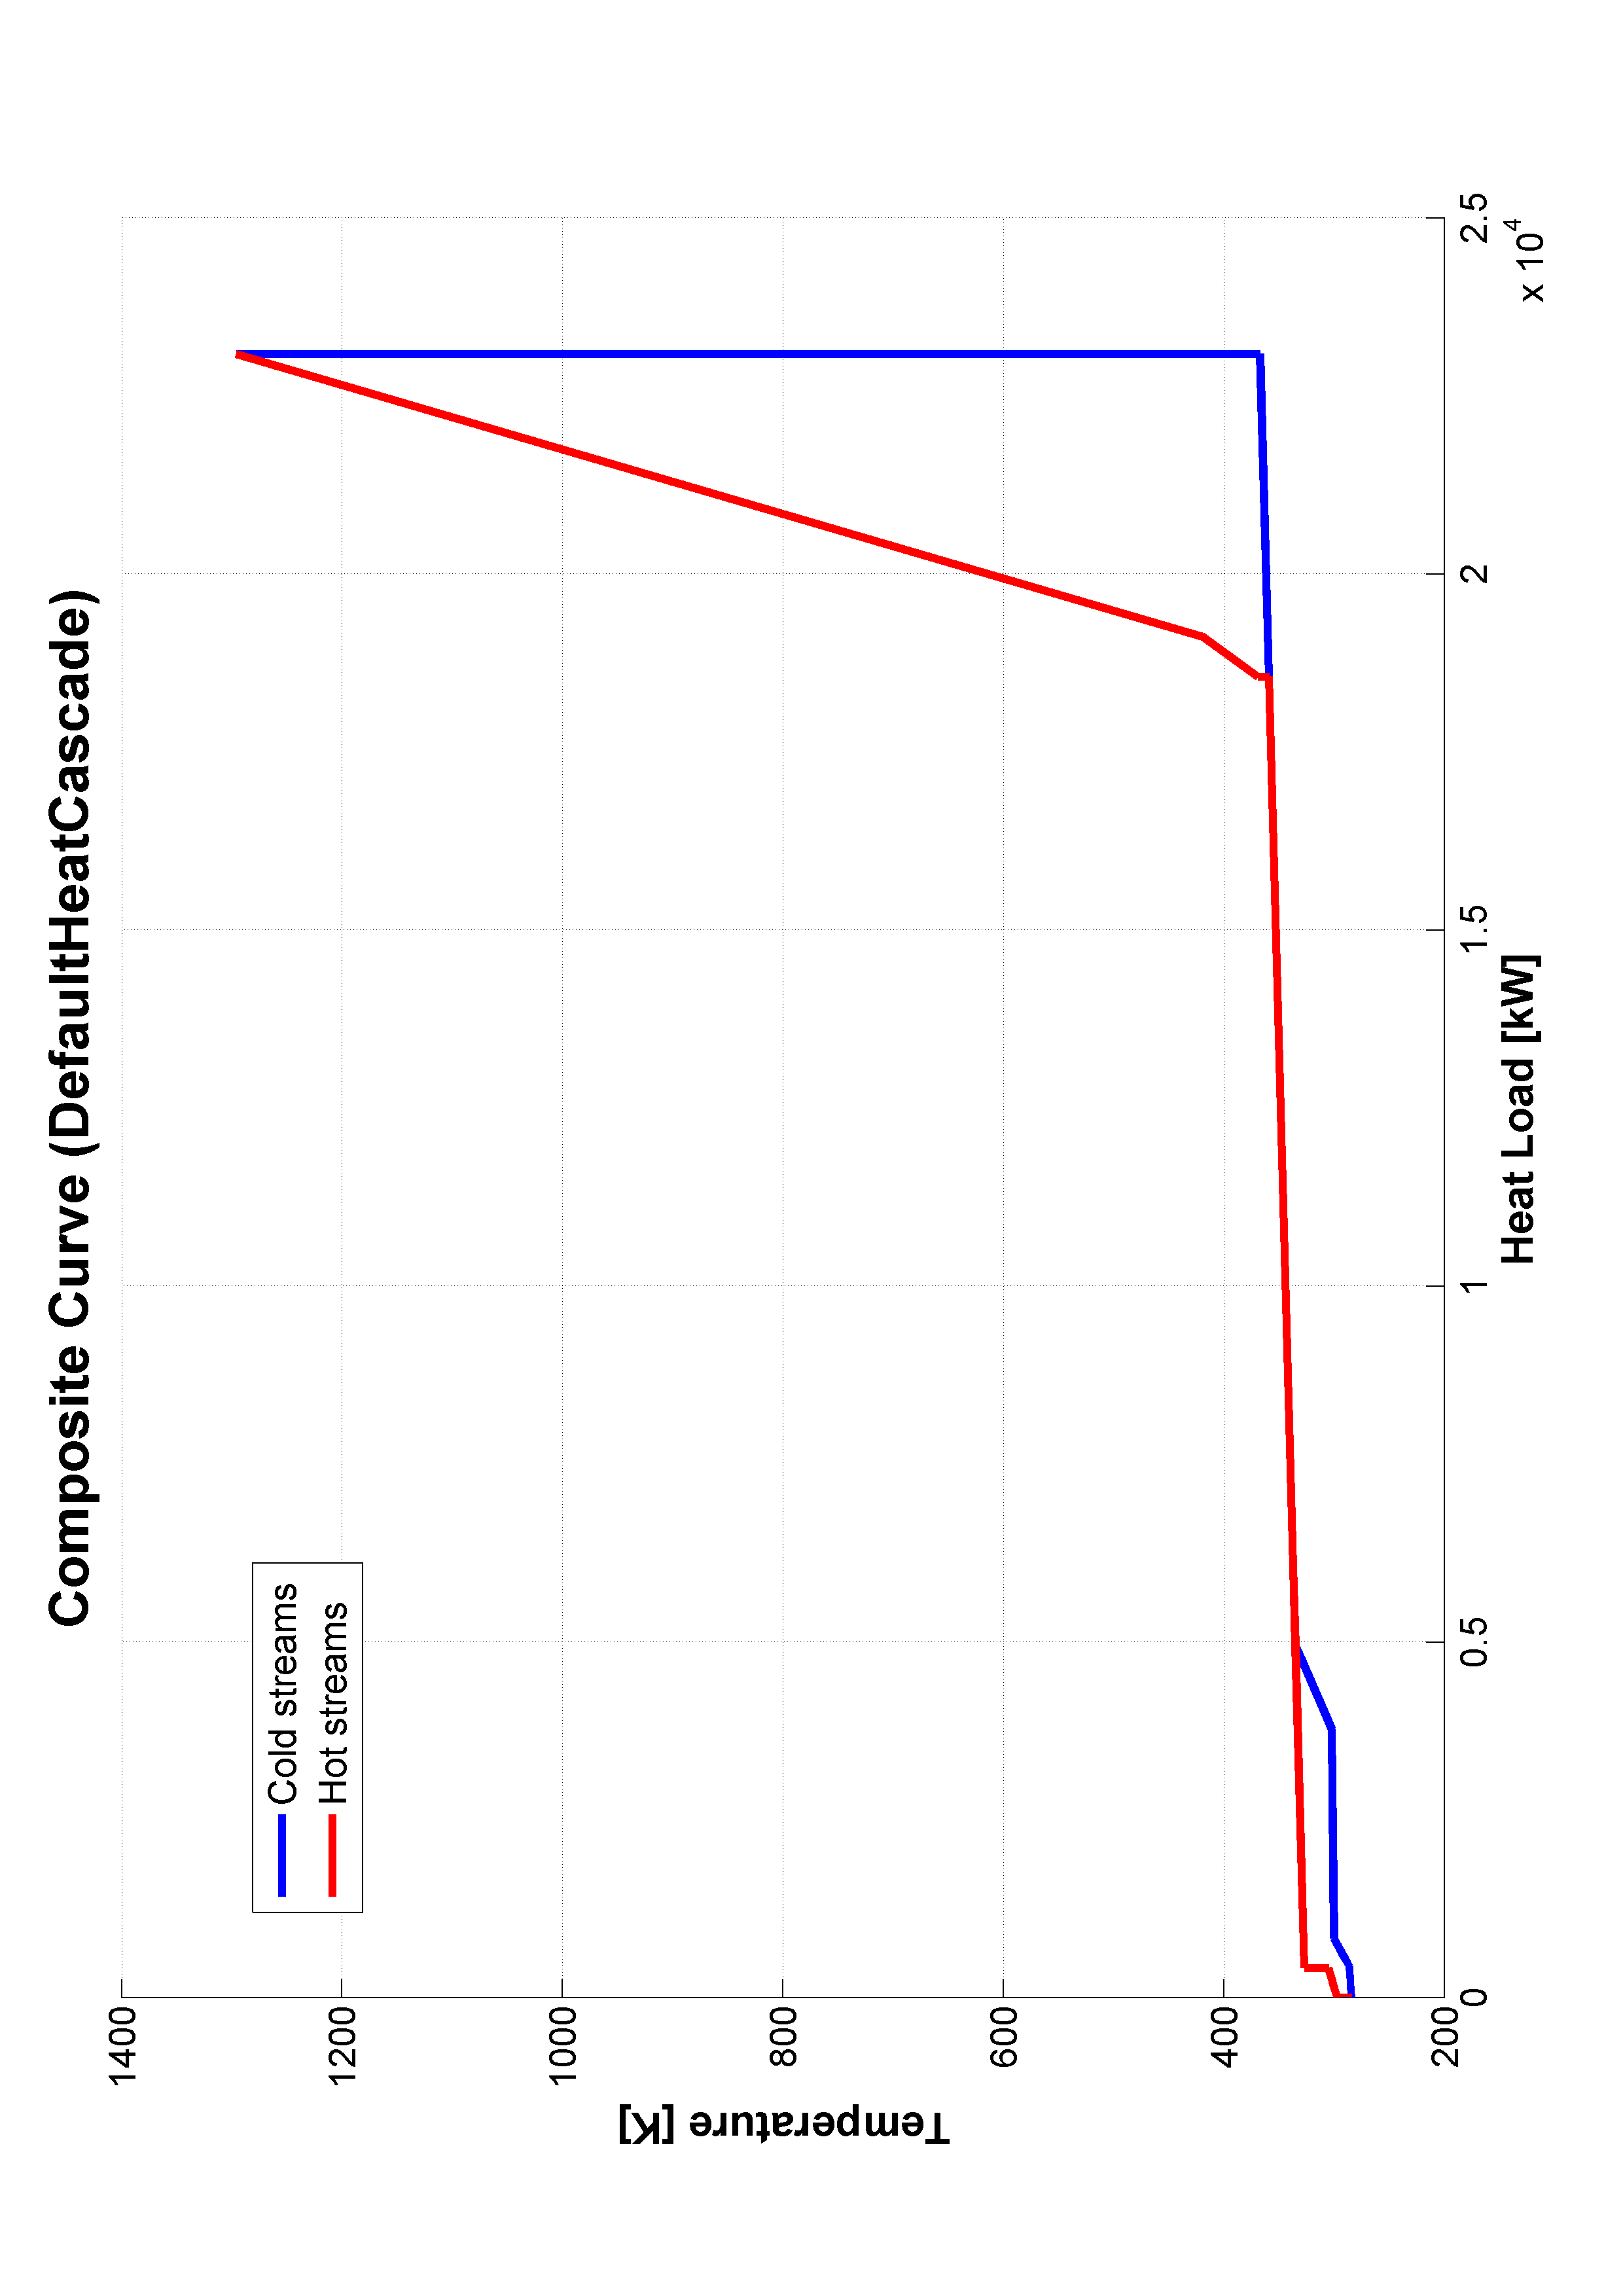 Composite Curve (DefaultHeatCascade)
Cold streams
Hot streams
Temperature [K]
1400
1200
1000
800
600
400
200
0
0.5
1
1.5
2
2.5
x 10^4
Heat Load [kW]